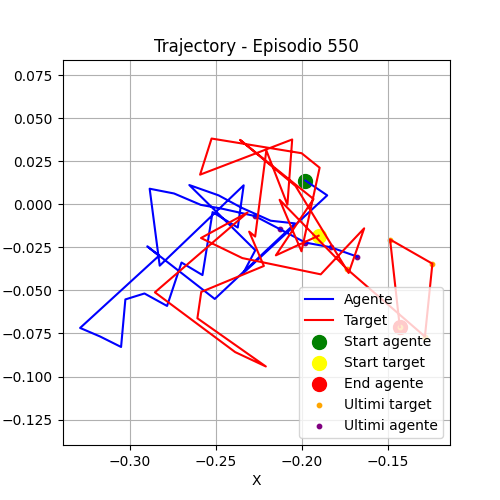 Trajectory - Episodio 550
0.075
0.050
0.025
0.000
−0.025
−0.050
−0.075
−0.100
−0.125
−0.30
−0.25
−0.20
−0.15
X
Agente
Target
Start agente
Start target
End agente
Ultimi target
Ultimi agente